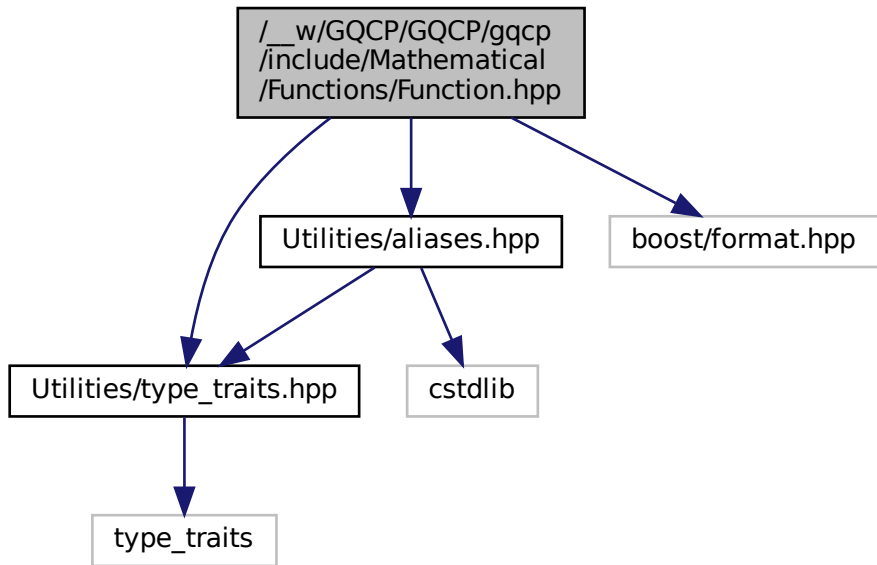 /__w/GQCP/GQCP/gqcp
/include/Mathematical
/Functions/Function.hpp
Utilities/aliases.hpp
boost/format.hpp
Utilities/type_traits.hpp
cstdlib
type_traits